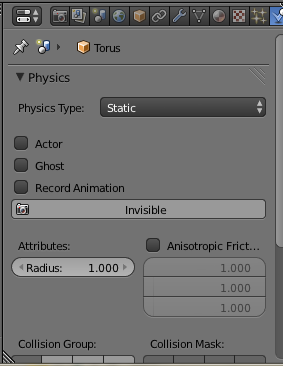 Torus
Physics
Physics Type: Static
Actor
Ghost
Record Animation
Invisible
Attributes: Anisotropic Frict...
Radius: 1.000 1.000
1.000
1.000
Collision Group: Collision Mask: